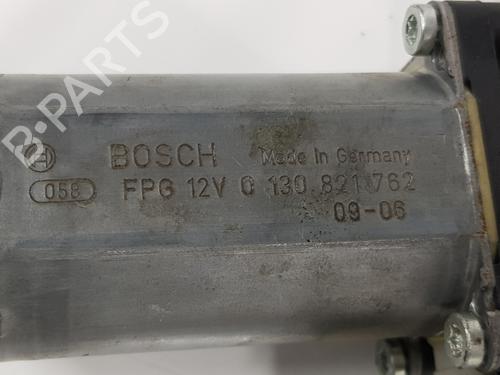 B-PARTS
BOSCH Made in Germany
058 FPG 12V 0 130 821 762
09-06